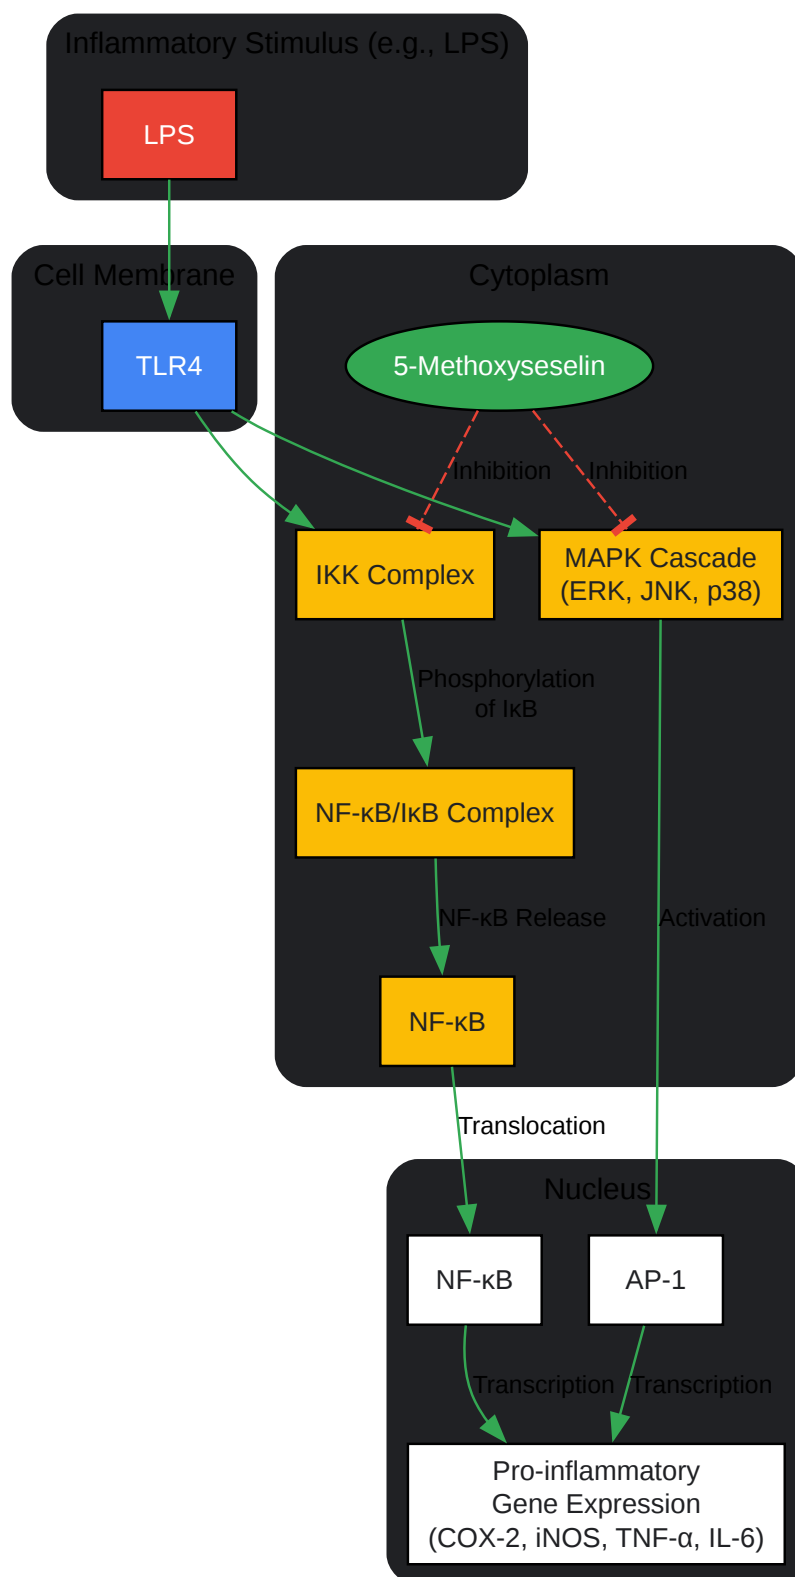 Inflammatory Stimulus (e.g., LPS)
LPS
Cell Membrane
Cytoplasm
TLR4
5-Methoxyseselin
Inhibition
Inhibition
IKK Complex
MAPK Cascade
(ERK, JNK, p38)
Phosphorylation
of IκB
NF-κB/IκB Complex
NF-κB Release
Activation
NF-κB
Translocation
Nucleus
NF-κB
AP-1
Transcription
Transcription
Pro-inflammatory
Gene Expression
(COX-2, iNOS, TNF-α, IL-6)